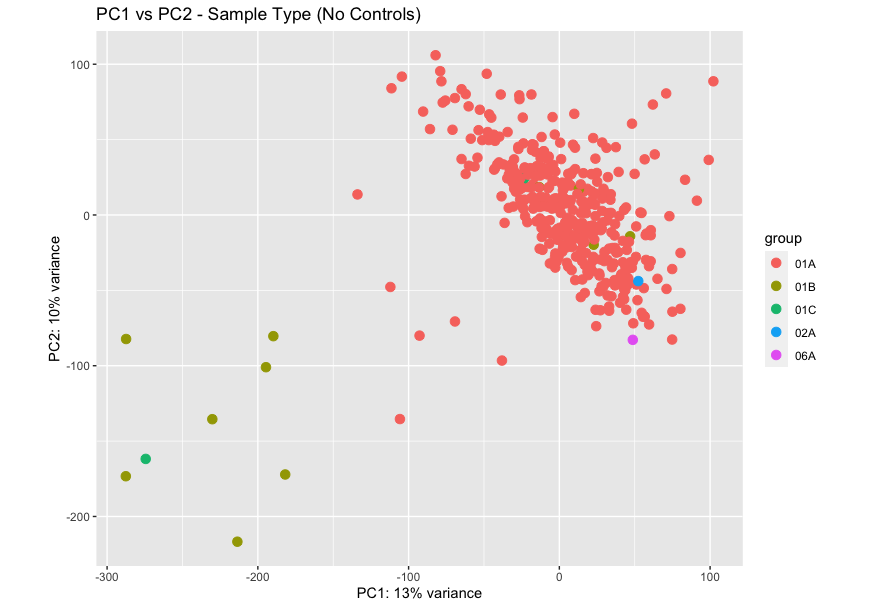 PC1 vs PC2 - Sample Type (No Controls)
100
0
-100
-200
PC2: 10% variance
-300
-200
-100
0
100
PC1: 13% variance
group
01A
01B
01C
02A
06A